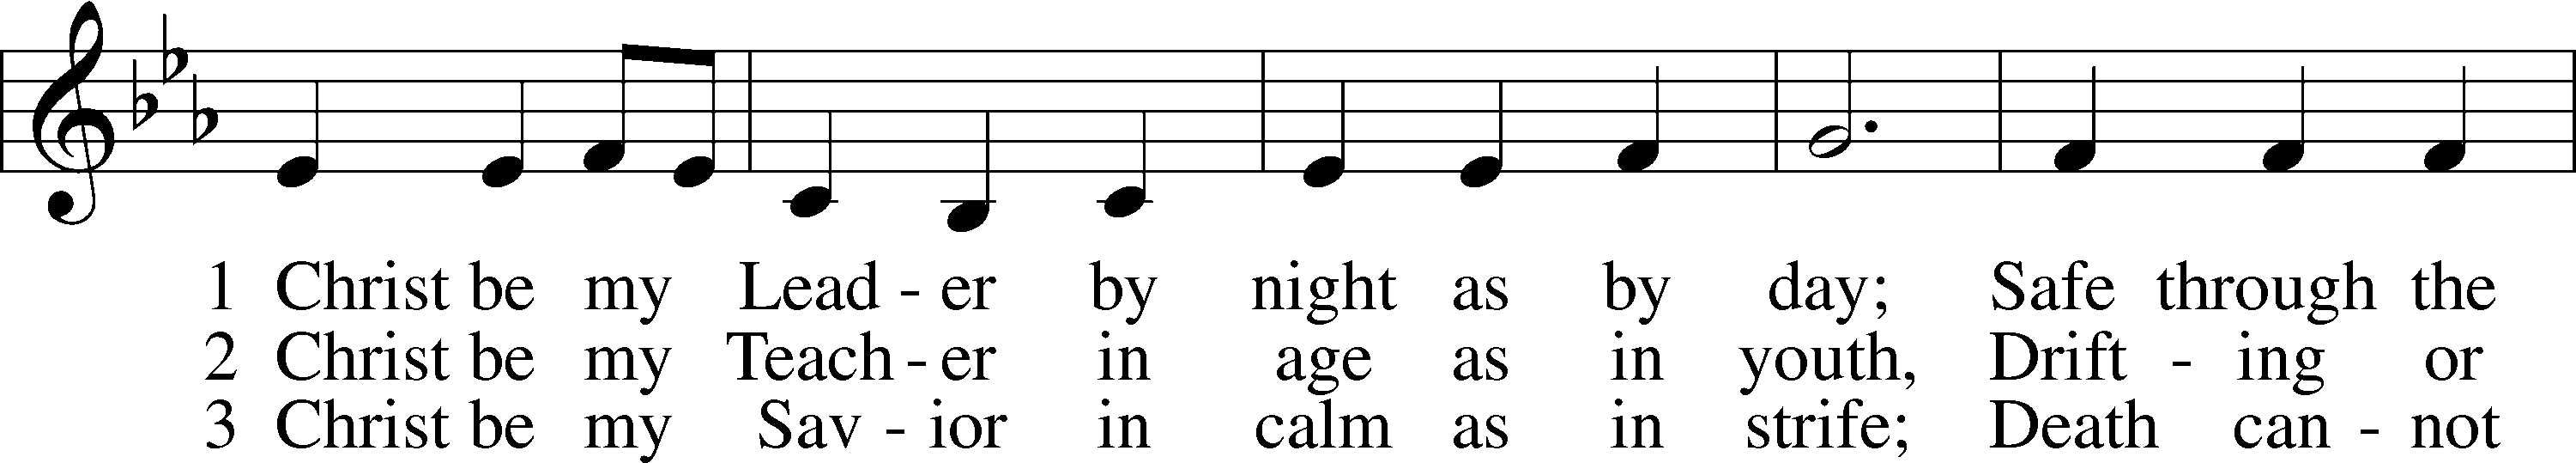 1 Christ be my Lead - er by night as by day; Safe through the
2 Christ be my Teach - er in age as in youth, Drift - ing or
3 Christ be my Sav - ior in calm as in strife; Death can - not